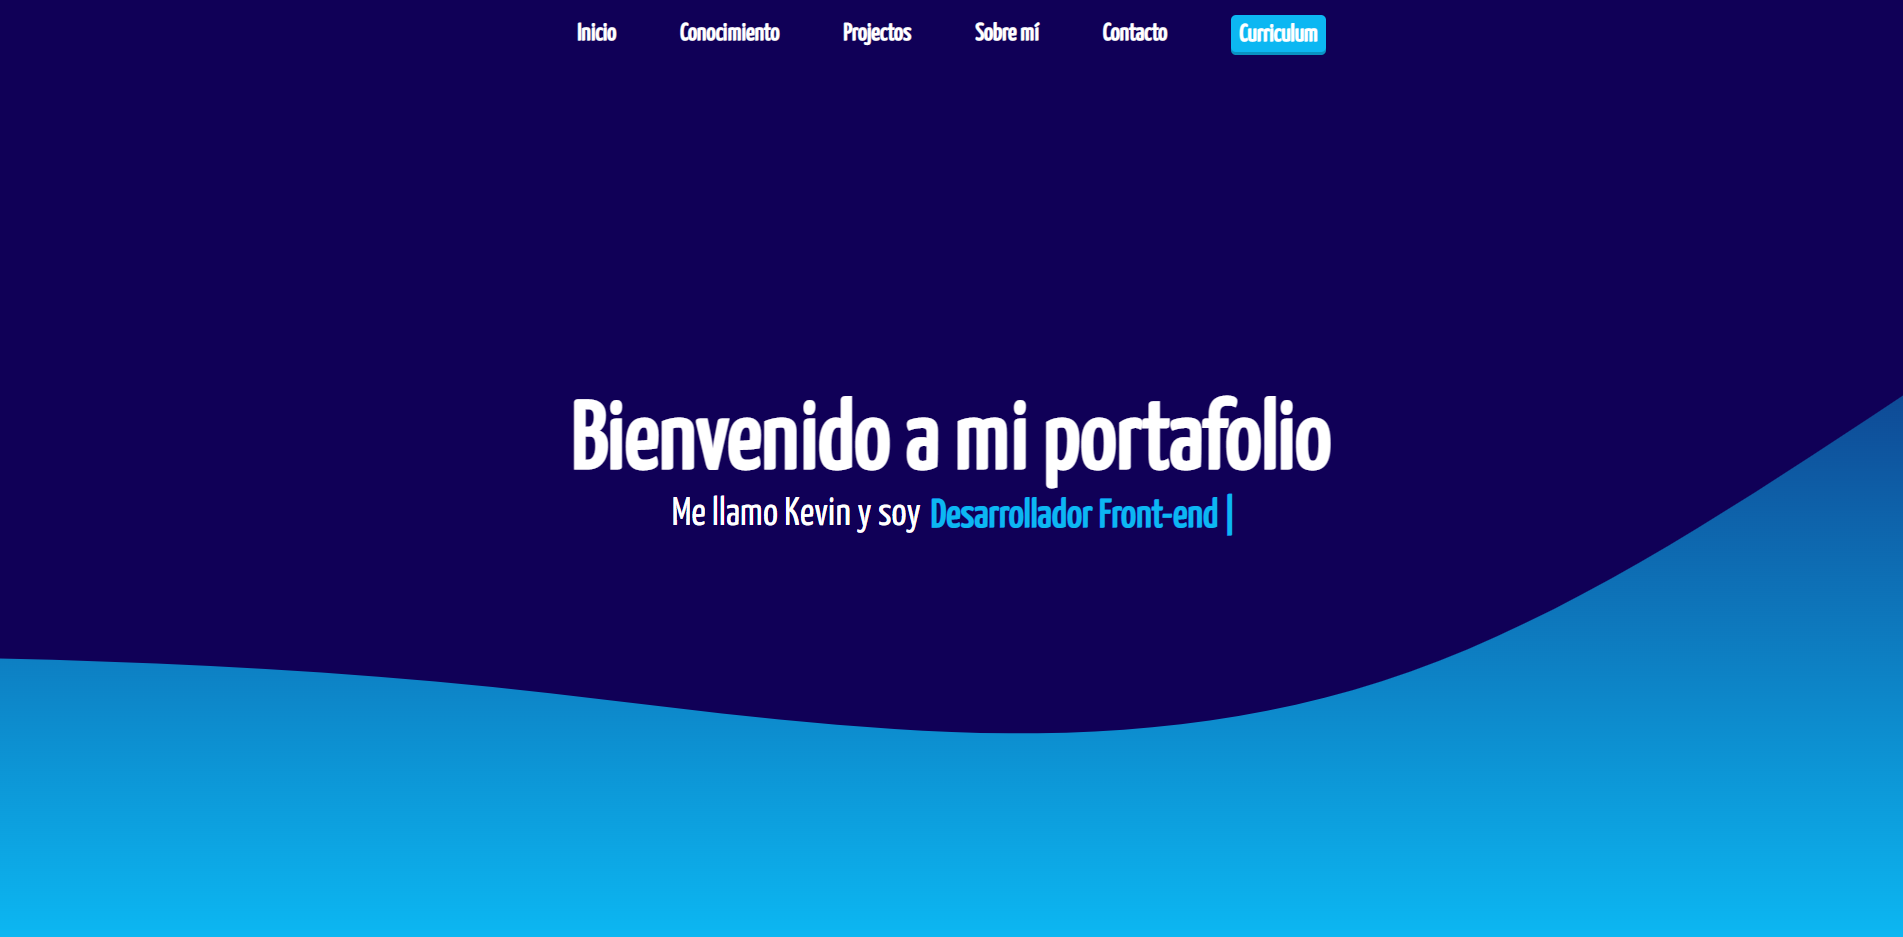 Inicio Conocimiento Projectos Sobre mí Contacto Curriculum
Bienvenido a mi portafolio
Me llamo Kevin y soy Desarrollador Front-end |